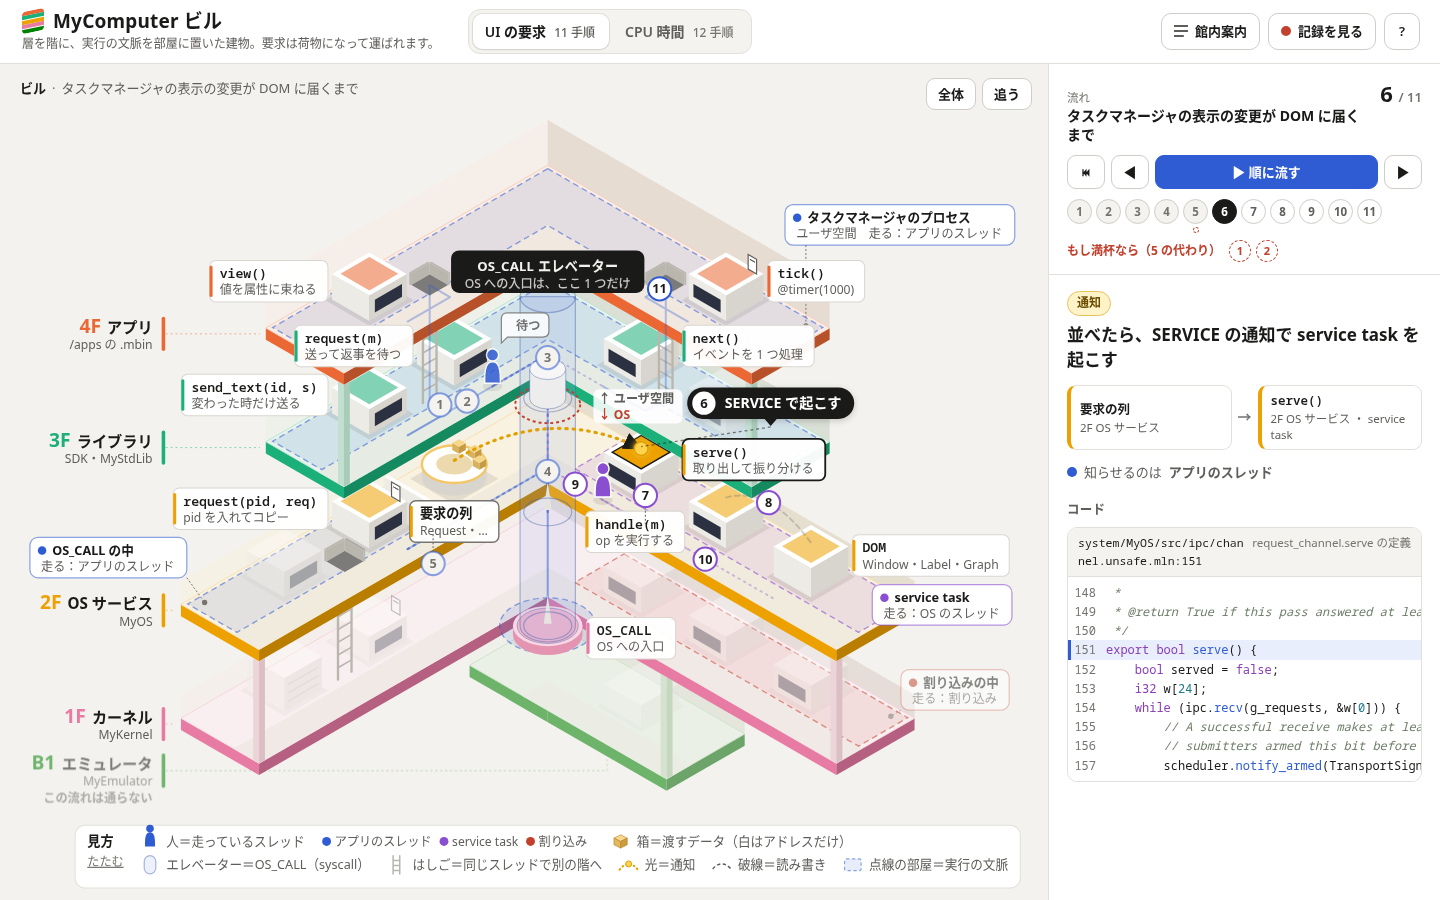 MyComputer ビル
層を階に、実行の文脈を部屋に置いた建物。要求は荷物になって運ばれます。
UI の要求 11 手順
CPU 時間 12 手順
館内案内
記録を見る
?
ビル · タスクマネージャの表示の変更が DOM に届くまで
全体
追う
タスクマネージャのプロセス
ユーザ空間 走る：アプリのスレッド
OS_CALL エレベーター
OS への入口は、ここ 1 つだけ
view()
値を属性に束ねる
tick()
@timer(1000)
11
4F アプリ
/apps の .mbin
request(m)
送って返事を待つ
待つ
next()
イベントを 1 つ処理
3
send_text(id, s)
変わった時だけ送る
1
2
↑ ユーザ空間
↓ OS
6 SERVICE で起こす
3F ライブラリ
SDK・MyStdLib
serve()
取り出して振り分ける
4
9
7
8
request(pid, req)
pid を入れてコピー
要求の列
Request・...
handle(m)
op を実行する
OS_CALL の中
走る：アプリのスレッド
5
10
DOM
Window・Label・Graph
2F OS サービス
MyOS
service task
走る：OS のスレッド
OS_CALL
OS への入口
割り込みの中
走る：割り込み
1F カーネル
MyKernel
B1 エミュレータ
MyEmulator
この流れは通らない
見方
たたむ
人＝走っているスレッド
アプリのスレッド
service task
割り込み
箱＝渡すデータ（白はアドレスだけ）
エレベーター＝OS_CALL（syscall）
はしご＝同じスレッドで別の階へ
光＝通知
破線＝読み書き
点線の部屋＝実行の文脈
流れ
6 / 11
タスクマネージャの表示の変更が DOM に届く
まで
⏮ ◀ ▶ 順に流す ▶
1 2 3 4 5 6 7 8 9 10 11
もし満杯なら（5 の代わり） 1 2
通知
並べたら、SERVICE の通知で service task を
起こす
要求の列
2F OS サービス
→
serve()
2F OS サービス ・ service
task
知らせるのは アプリのスレッド
コード
system/MyOS/src/ipc/chan request_channel.serve の定義
nel.unsafe.mln:151
148 *
149 * @return True if this pass answered at lea
150 */
151 export bool serve() {
152 bool served = false;
153 i32 w[24];
154 while (ipc.recv(g_requests, &w[0])) {
155 // A successful receive makes at lea
156 // submitters armed this bit before
157 scheduler.notify_armed(TransportSign